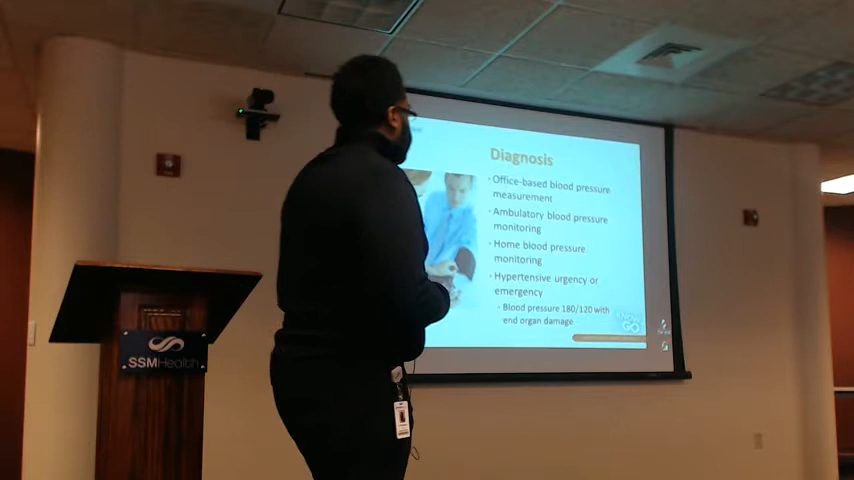 Diagnosis
• Office-based blood pressure
measurement
• Ambulatory blood pressure
monitoring
• Home blood pressure
monitoring
• Hypertensive urgency or
emergency
• Blood pressure 180/120 with
end organ damage
GO
SSMHealth